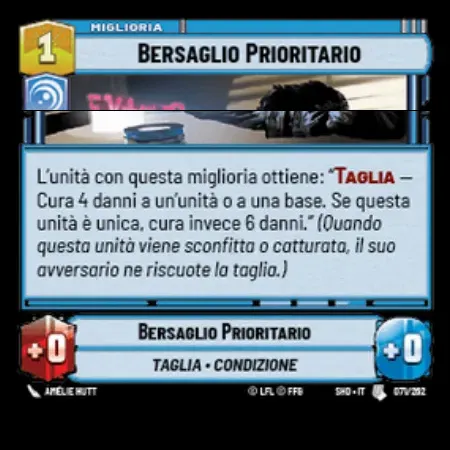 MIGLIORIA
1
BERSAGLIO PRIORITARIO
L'unità con questa miglioria ottiene: “TAGLIA –
Cura 4 danni a un'unità o a una base. Se questa
unità è unica, cura invece 6 danni.” (Quando
questa unità viene sconfitta o catturata, il suo
avversario ne riscuote la taglia.)
BERSAGLIO PRIORITARIO
+0
+0
TAGLIA • CONDIZIONE
AMÉLIE HUTT
© LFL © FFG
SHD • IT
071/262